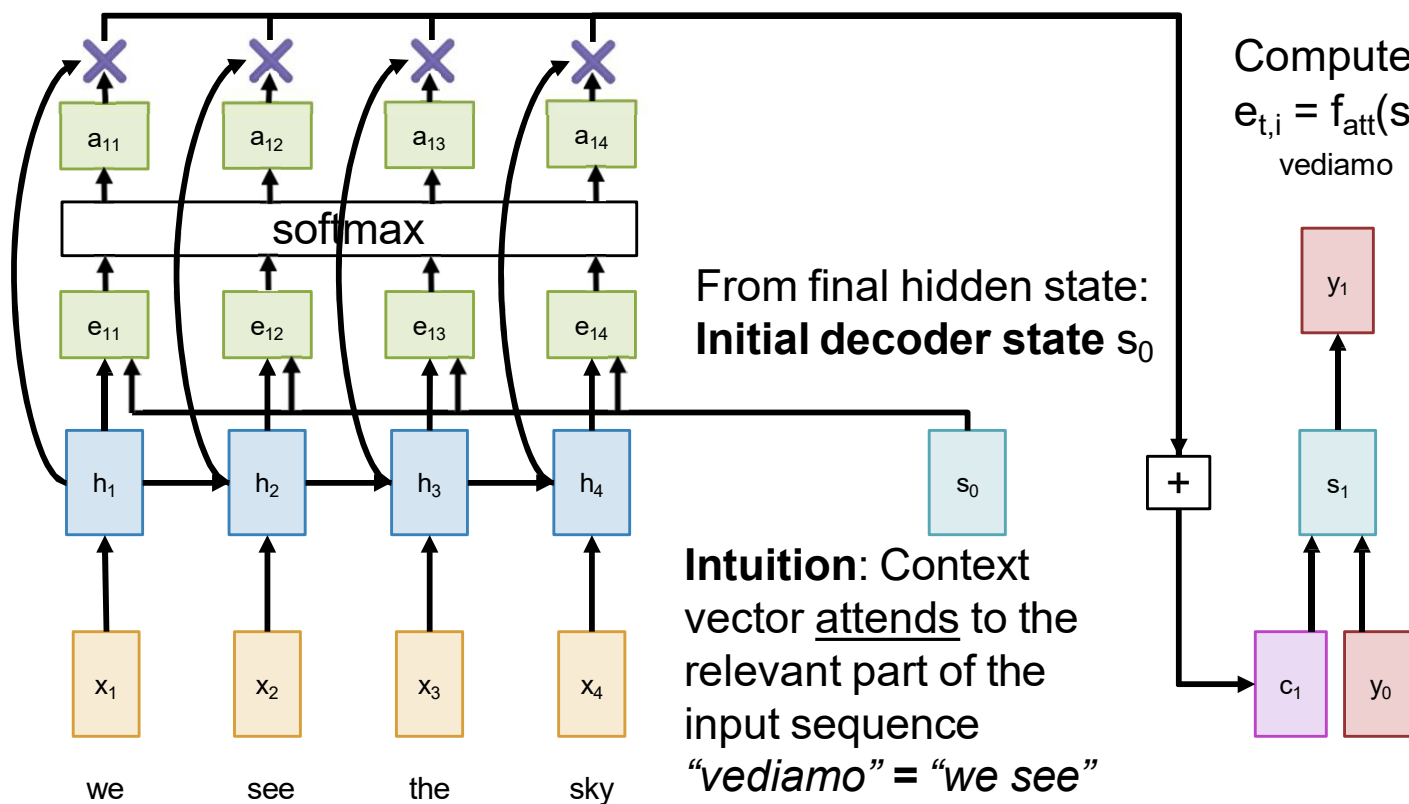 a₁₁ a₁₂ a₁₃ a₁₄
softmax
e₁₁ e₁₂ e₁₃ e₁₄
h₁ h₂ h₃ h₄
x₁ x₂ x₃ x₄
we see the sky
From final hidden state:
Initial decoder state s₀
s₀
Intuition: Context
vector attends to the
relevant part of the
input sequence
“vediamo” = “we see”
+
Compute
eₜ,ᵢ = fₐₜₜ(s
vediamo
y₁
s₁
c₁ y₀